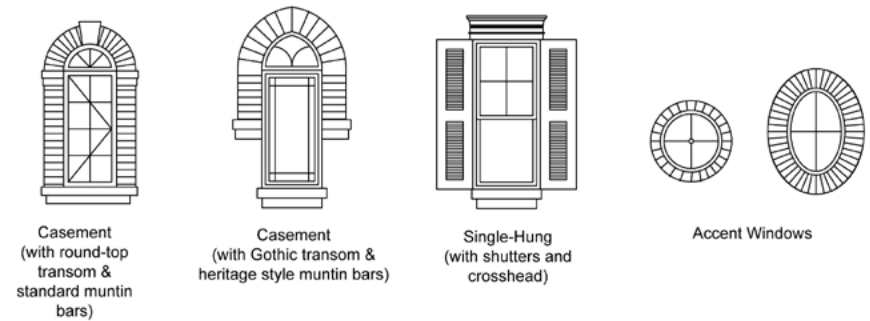 Casement
(with round-top
transom &
standard muntin
bars)
Casement
(with Gothic transom &
heritage style muntin bars)
Single-Hung
(with shutters and
crosshead)
Accent Windows